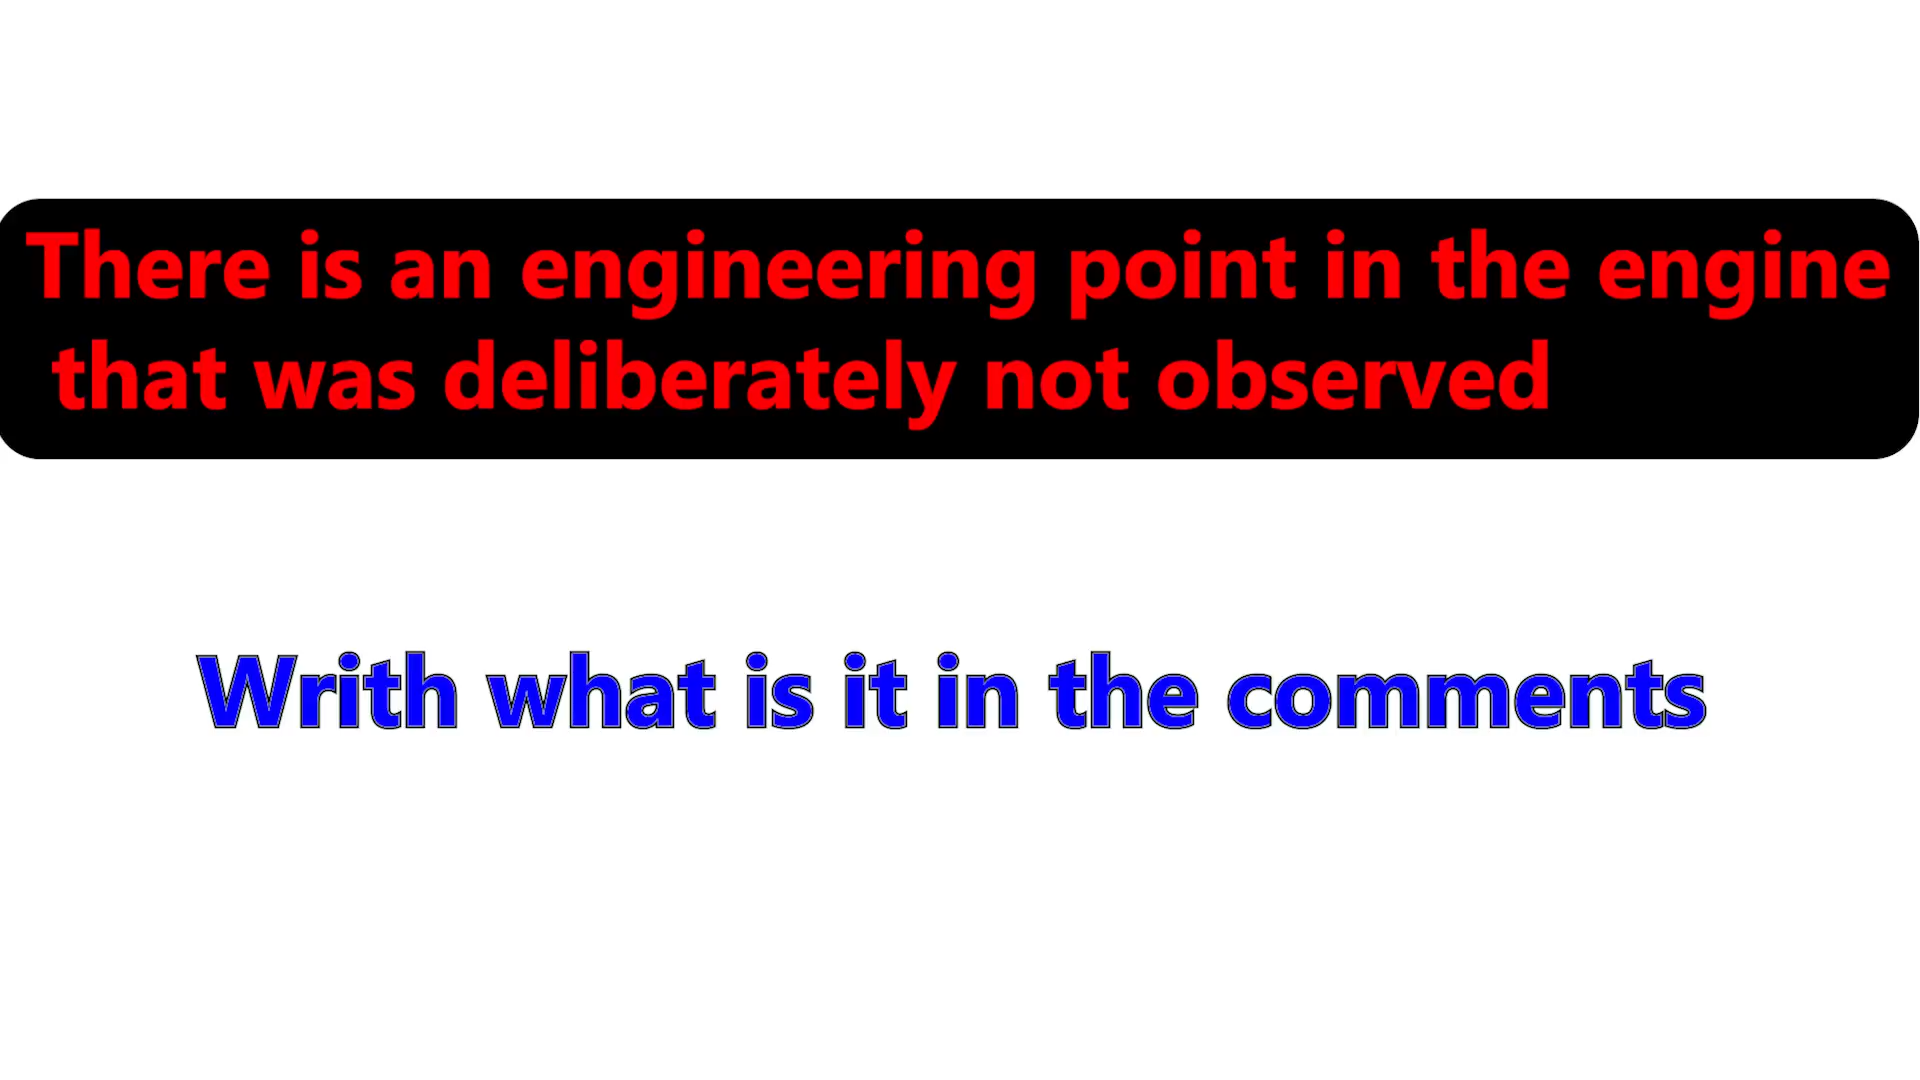 There is an engineering point in the engine
that was deliberately not observed
Writh what is it in the comments